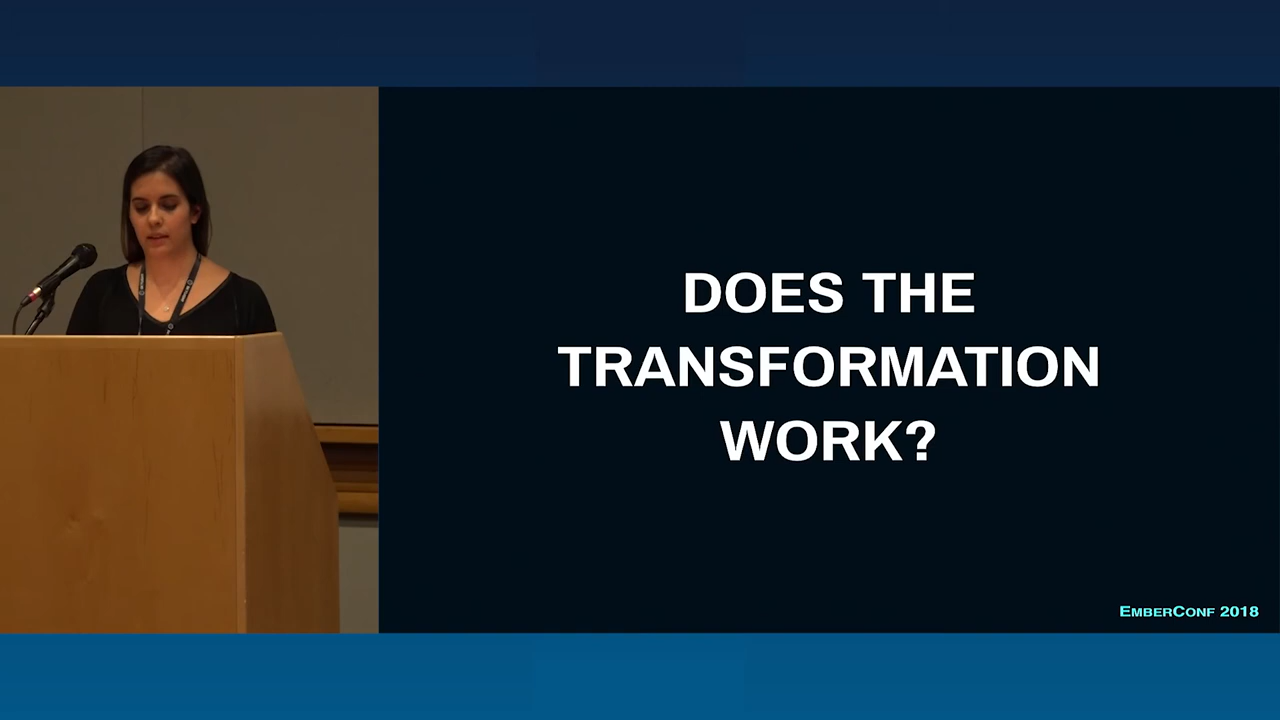 DOES THE
TRANSFORMATION
WORK?
EMBERCONF 2018